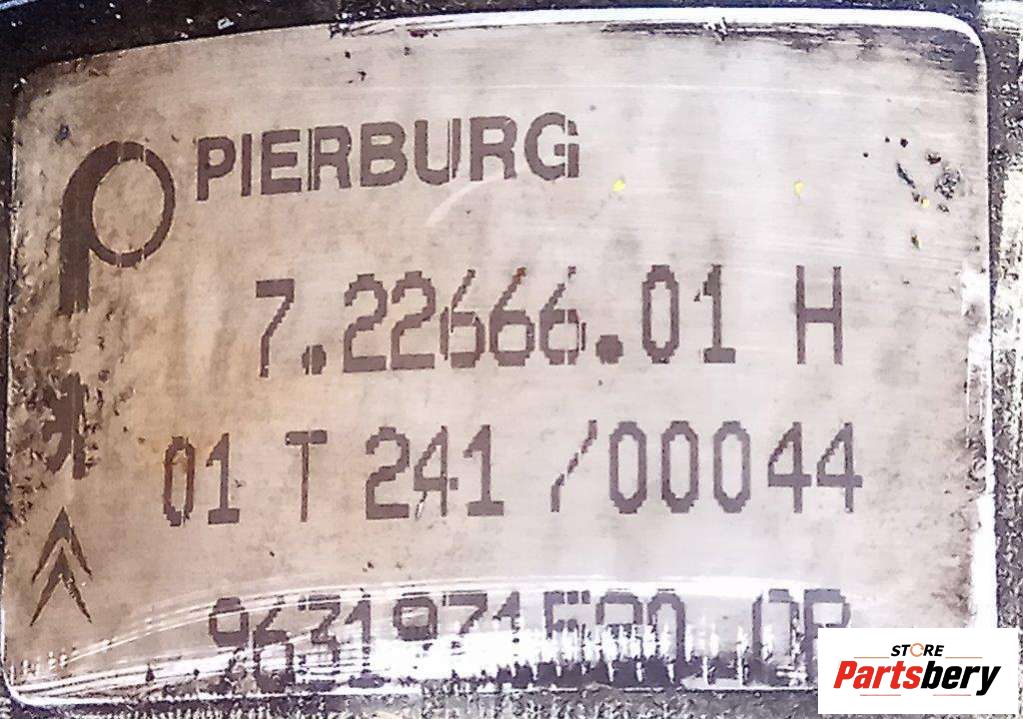 PIERBURG
7.22666.01 H
01 T 241 /00044
STORE
Partsbery